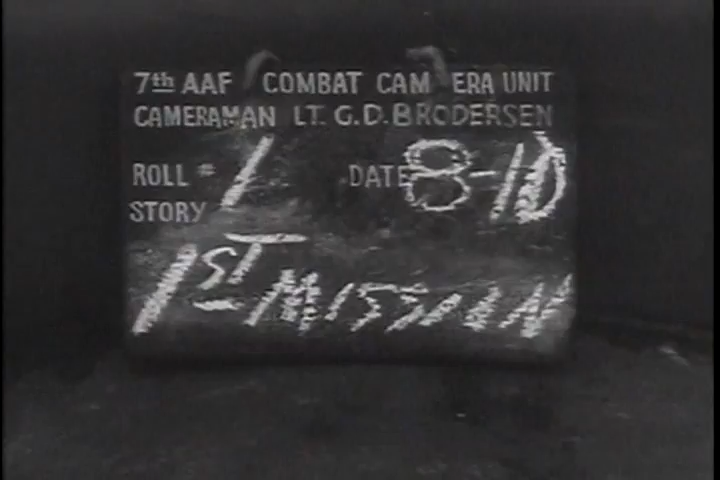 7th AAF COMBAT CAMERA UNIT
CAMERAMAN LT. G.D. BRODERSEN
ROLL # 1 DATE 8-10
STORY
1ST MISSION